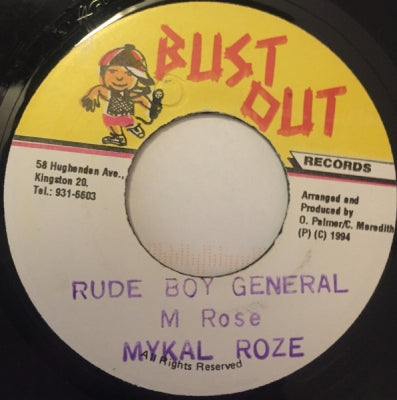 BUST
OUT
RECORDS
58 Hughenden Ave.,
Kingston 20.
Tel.: 931-6603
Arranged and
Produced by
O. Palmer/C. Meredith
(P) (C) 1994
RUDE BOY GENERAL
M Rose
MYKAL ROZE
All Rights Reserved